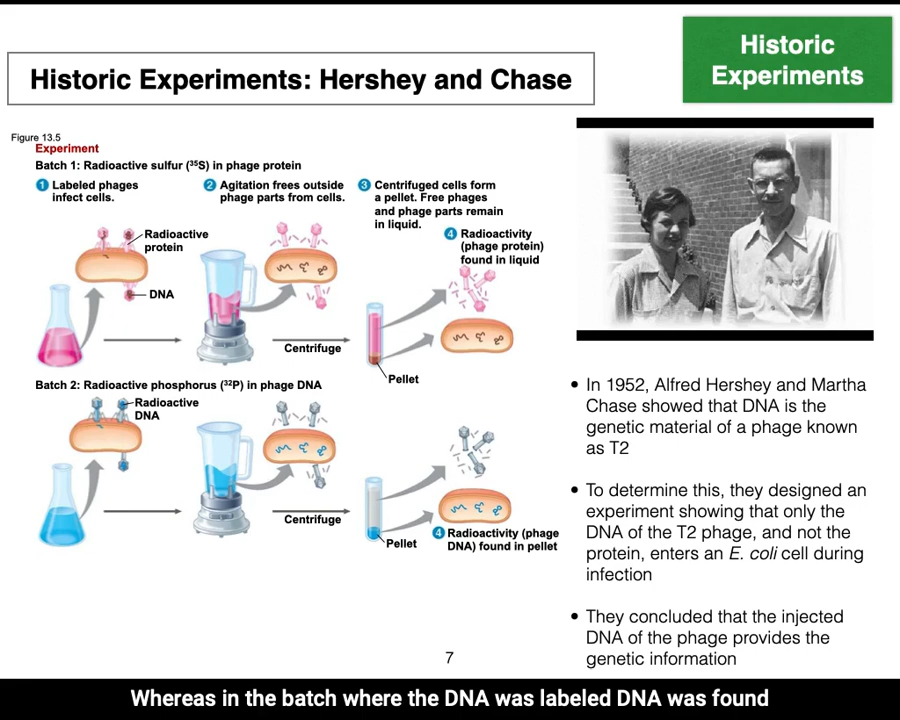 Historic
Experiments
Historic Experiments: Hershey and Chase
Figure 13.5
Experiment
Batch 1: Radioactive sulfur (³⁵S) in phage protein
1 Labeled phages
infect cells.
2 Agitation frees outside
phage parts from cells.
3 Centrifuged cells form
a pellet. Free phages
and phage parts remain
in liquid.
Radioactive
protein
DNA
4 Radioactivity
(phage protein)
found in liquid
Centrifuge
Pellet
Batch 2: Radioactive phosphorus (³²P) in phage DNA
Radioactive
DNA
Centrifuge
Pellet
4 Radioactivity (phage
DNA) found in pellet
• In 1952, Alfred Hershey and Martha
Chase showed that DNA is the
genetic material of a phage known
as T2
• To determine this, they designed an
experiment showing that only the
DNA of the T2 phage, and not the
protein, enters an E. coli cell during
infection
• They concluded that the injected
DNA of the phage provides the
genetic information
7
Whereas in the batch where the DNA was labeled DNA was found